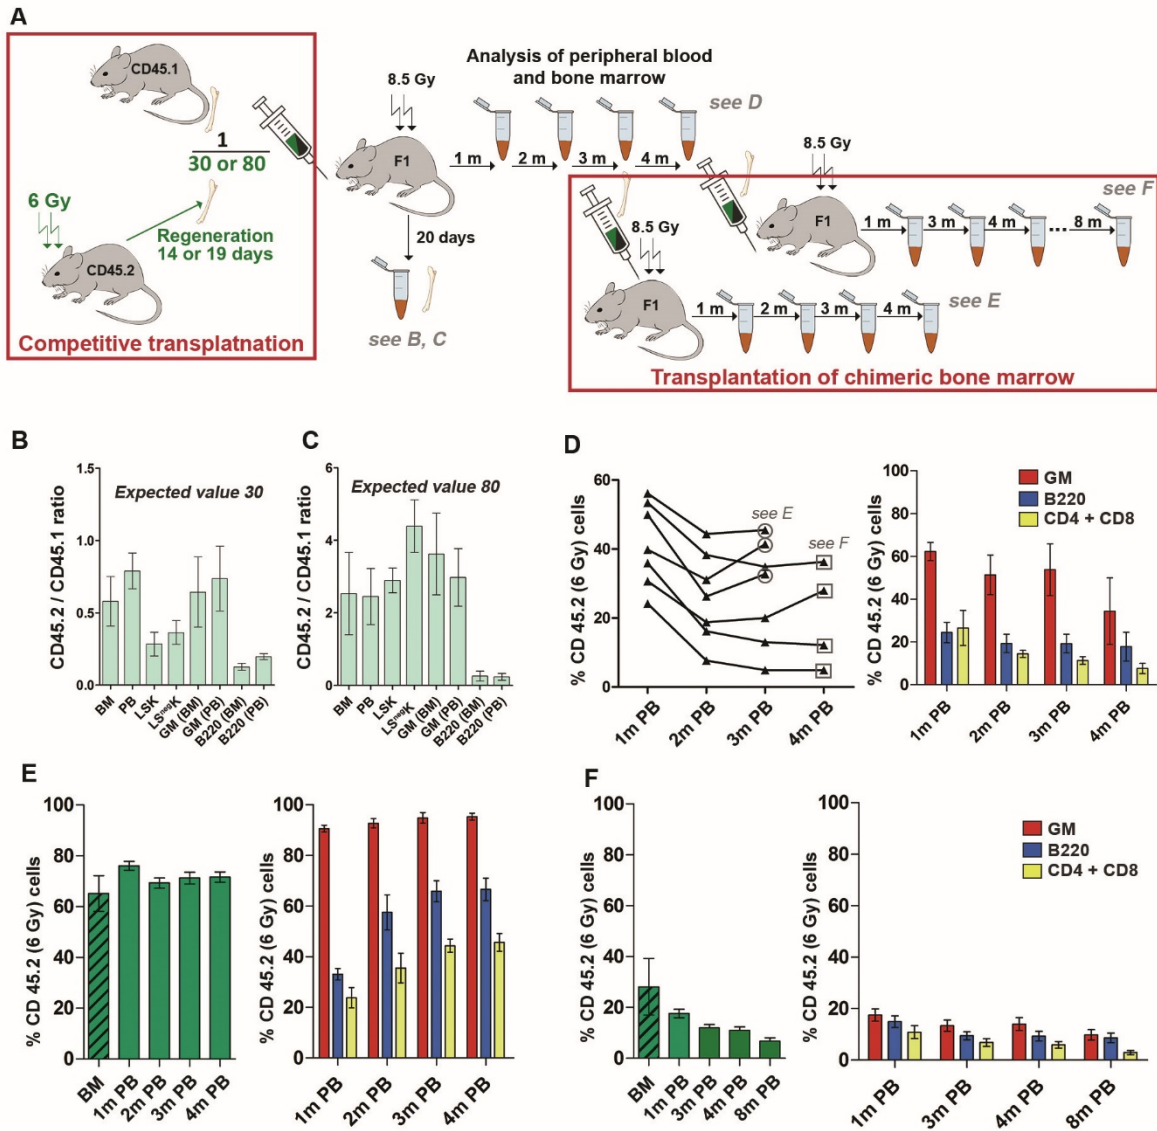 A
CD45.1
1
30 or 80
6 Gy
Regeneration
14 or 19 days
CD45.2
Competitive transplatnation
8.5 Gy
F1
20 days
see B, C
Analysis of peripheral blood
and bone marrow
1 m
2 m
3 m
4 m
see D
8.5 Gy
F1
1 m
3 m
4 m
8 m
see F
8.5 Gy
F1
1 m
2 m
3 m
4 m
see E
Transplantation of chimeric bone marrow
B
CD45.2 / CD45.1 ratio
Expected value 30
1.5
1.0
0.5
0.0
BM
PB
LSK
LSnegK
GM (BM)
GM (PB)
B220 (BM)
B220 (PB)
C
CD45.2 / CD45.1 ratio
Expected value 80
6
4
2
0
BM
PB
LSK
LSnegK
GM (BM)
GM (PB)
B220 (BM)
B220 (PB)
D
% CD 45.2 (6 Gy) cells
60
40
20
0
see E
see F
1m PB
2m PB
3m PB
4m PB
% CD 45.2 (6 Gy) cells
100
80
60
40
20
0
GM
B220
CD4 + CD8
1m PB
2m PB
3m PB
4m PB
E
% CD 45.2 (6 Gy) cells
100
80
60
40
20
0
BM
1m PB
2m PB
3m PB
4m PB
% CD 45.2 (6 Gy) cells
100
80
60
40
20
0
1m PB
2m PB
3m PB
4m PB
F
% CD 45.2 (6 Gy) cells
100
80
60
40
20
0
BM
1m PB
3m PB
4m PB
8m PB
% CD 45.2 (6 Gy) cells
100
80
60
40
20
0
GM
B220
CD4 + CD8
1m PB
3m PB
4m PB
8m PB